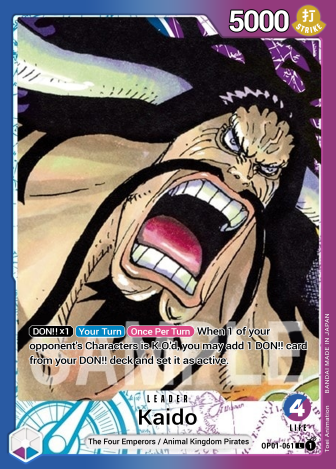 5000
打
STRIKE
DON!!×1 Your Turn Once Per Turn When 1 of your
opponent's Characters is K.O.'d, you may add 1 DON!! card
from your DON!! deck and set it as active.
SAMPLE
LEADER
Kaido
The Four Emperors / Animal Kingdom Pirates
4
LIFE
OP01-061 L 1
BANDAI MADE IN JAPAN
Toei Animation